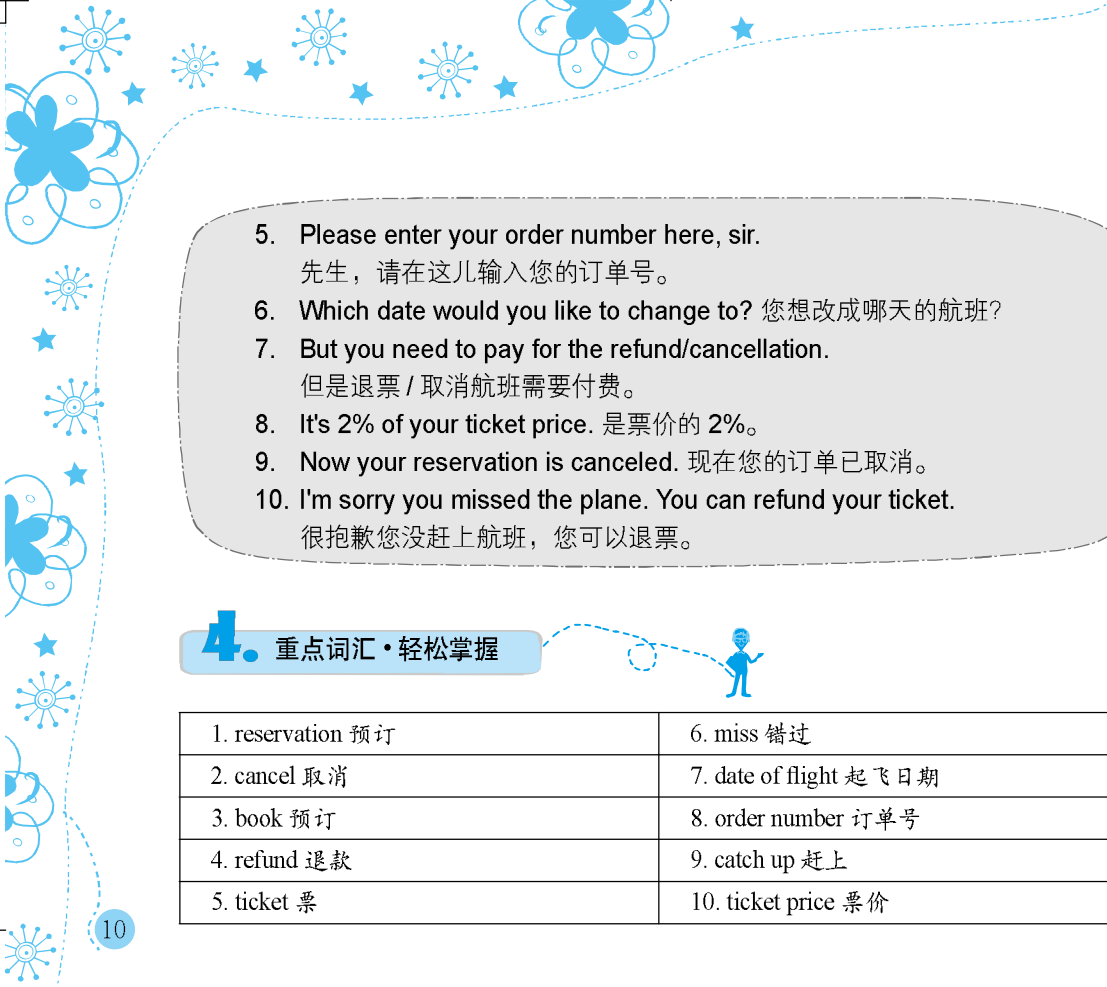 5. Please enter your order number here, sir.
先生，请在这儿输入您的订单号。
6. Which date would you like to change to? 您想改成哪天的航班?
7. But you need to pay for the refund/cancellation.
但是退票 / 取消航班需要付费。
8. It's 2% of your ticket price. 是票价的 2%。
9. Now your reservation is canceled. 现在您的订单已取消。
10. I'm sorry you missed the plane. You can refund your ticket.
很抱歉您没赶上航班，您可以退票。
4. 重点词汇·轻松掌握
1. reservation 预订 6. miss 错过
2. cancel 取消 7. date of flight 起飞日期
3. book 预订 8. order number 订单号
4. refund 退款 9. catch up 赶上
5. ticket 票 10. ticket price 票价
10